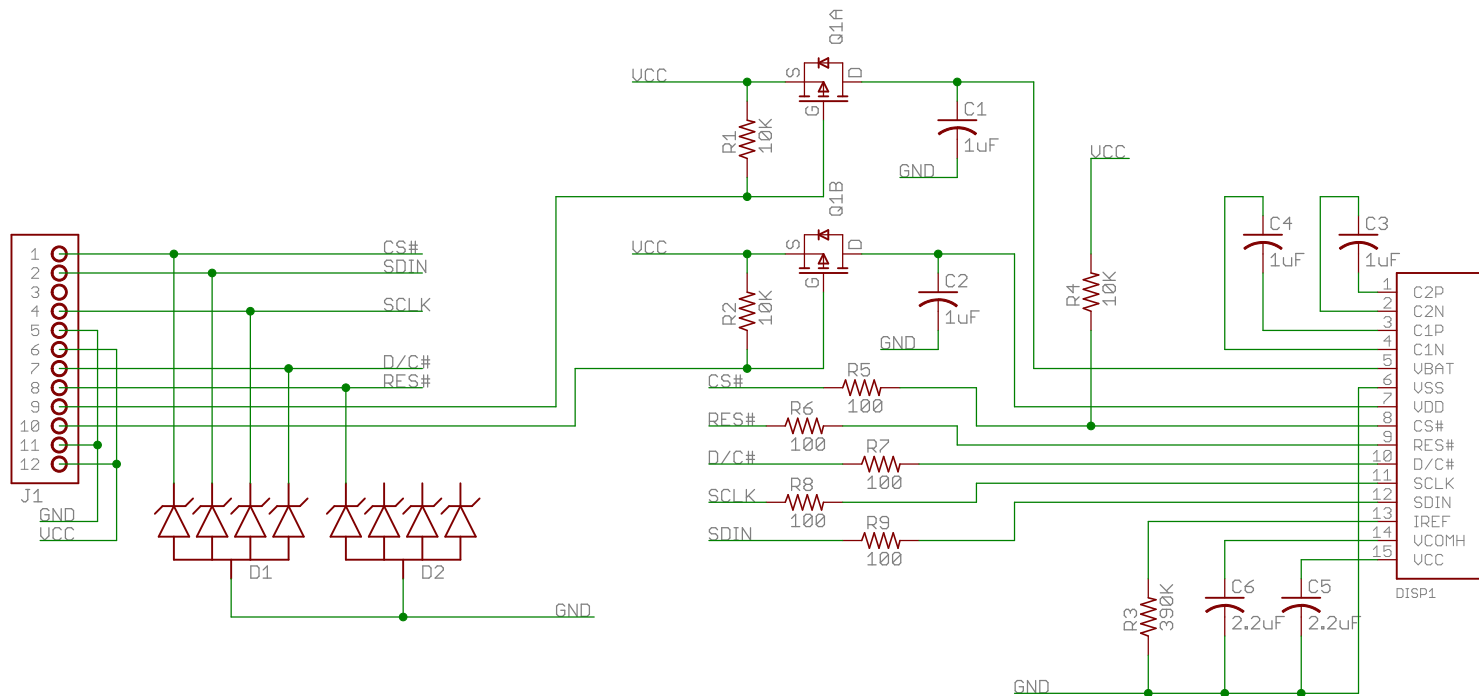 Q1A
VCC
S
D
G
R1
10K
C1
1uF
GND
VCC
Q1B
VCC
S
D
G
R2
10K
C2
1uF
GND
R4
10K
C4
1uF
C3
1uF
1
2
3
4
5
6
7
8
9
10
11
12
J1
GND
VCC
CS#
SDIN
SCLK
D/C#
RES#
D1
D2
GND
CS#
R5
100
RES#
R6
100
D/C#
R7
100
SCLK
R8
100
SDIN
R9
100
1 C2P
2 C2N
3 C1P
4 C1N
5 VBAT
6 VSS
7 VDD
8 CS#
9 RES#
10 D/C#
11 SCLK
12 SDIN
13 IREF
14 VCOMH
15 VCC
DISP1
R3
390K
C6
2.2uF
C5
2.2uF
GND